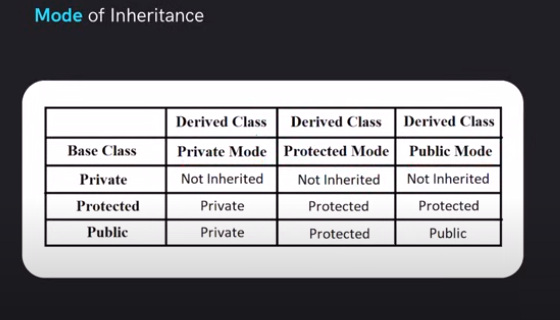 Mode of Inheritance
Derived Class Derived Class Derived Class
Base Class Private Mode Protected Mode Public Mode
Private Not Inherited Not Inherited Not Inherited
Protected Private Protected Protected
Public Private Protected Public